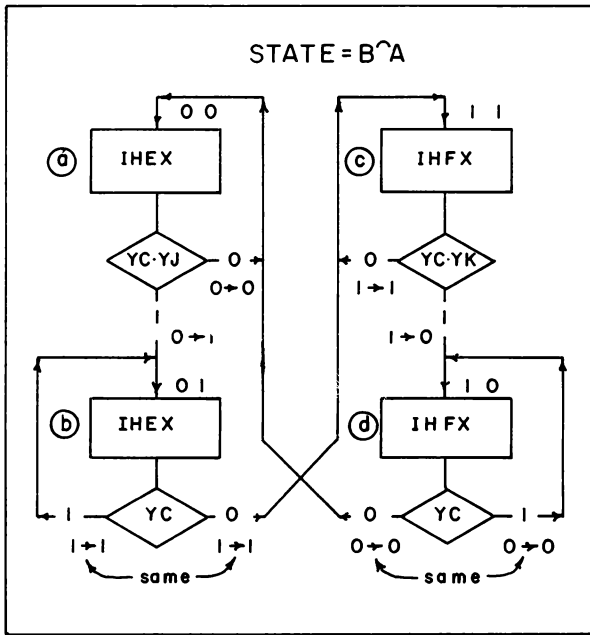 STATE = B⌒A
0 0
1 1
ⓐ
IHEX
ⓒ
IHFX
YC·YJ
0
0→0
0
1→1
YC·YK
1
0→1
1
1→0
0 1
1 0
ⓑ
IHEX
ⓓ
IHFX
1
YC
0
0
YC
1
1→1
1→1
0→0
0→0
same
same